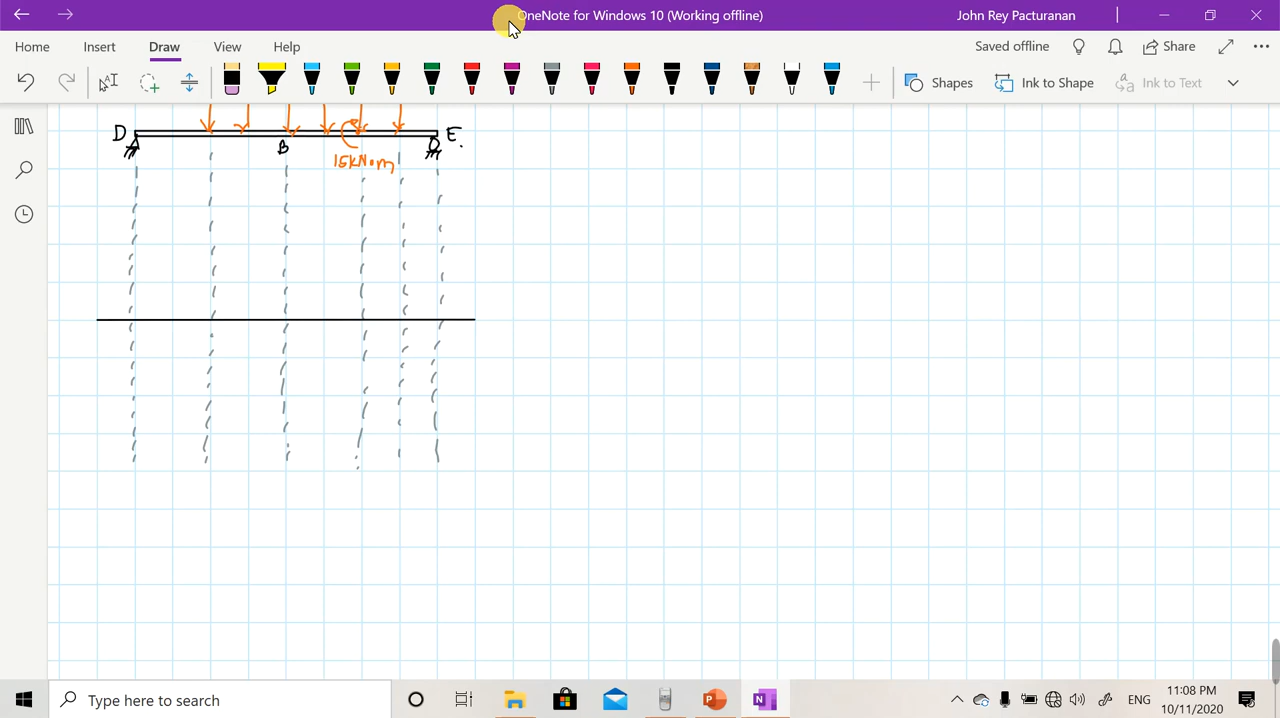 OneNote for Windows 10 (Working offline)
John Rey Pacturanan
Home Insert Draw View Help
Saved offline
Share
Shapes
Ink to Shape
Ink to Text
D
B
E.
15kN·m
Type here to search
ENG
11:08 PM
10/11/2020